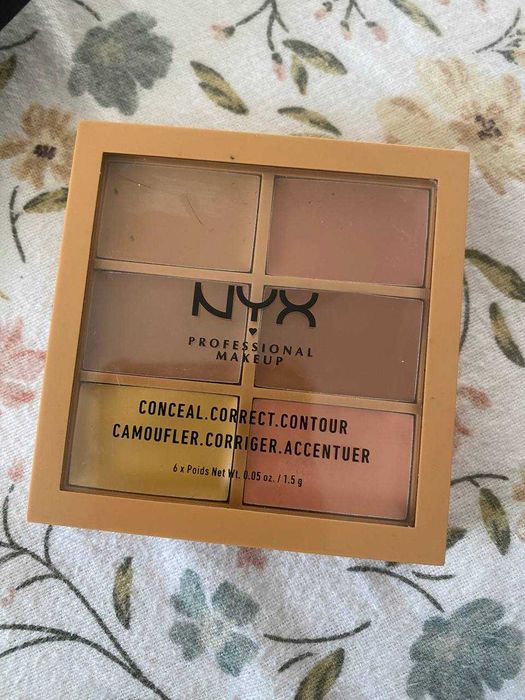 NYX
PROFESSIONAL
MAKEUP
CONCEAL.CORRECT.CONTOUR
CAMOUFLER.CORRIGER.ACCENTUER
6 x Poids Net Wt. 0.05 oz. / 1.5 g